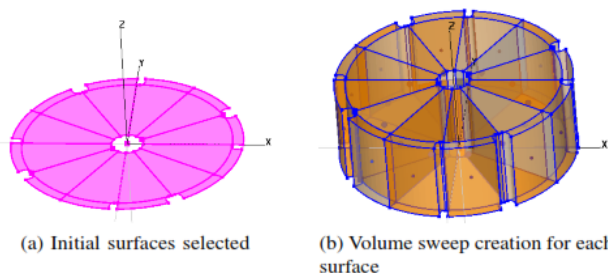 Z
Y
X
Z
Y
X
(a) Initial surfaces selected
(b) Volume sweep creation for each
surface